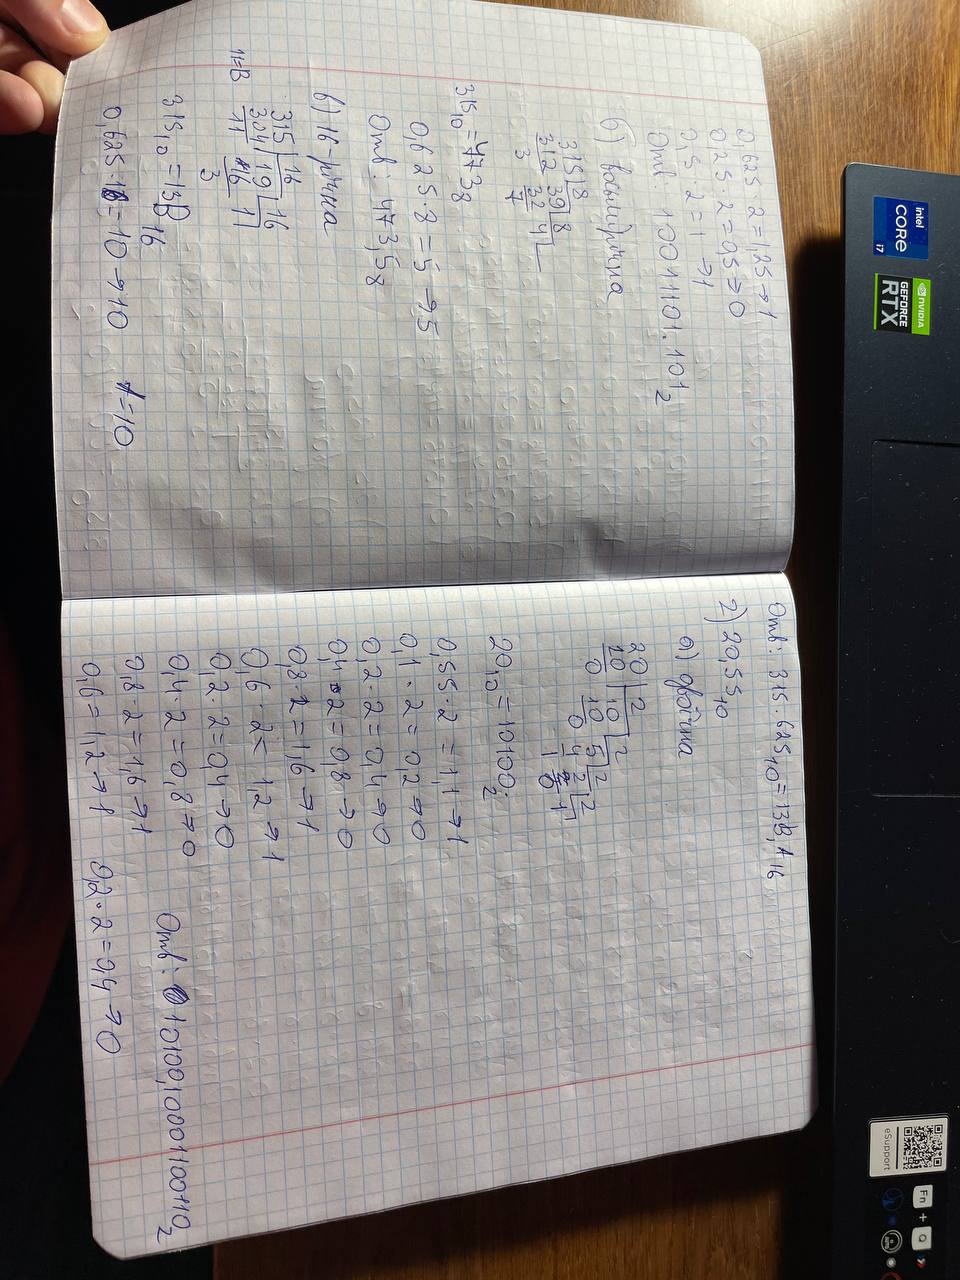 0,625 · 2 = 1,25 → 1
0,25 · 2 = 0,5 → 0
0,5 · 2 = 1 → 1
Отв: 100111101.101₂
б) восьмирична
315 | 8
312 39 | 8
3 32 4
7
315₁₀ = 473₈
0,625 · 8 = 5 → 5
Отв: 473,5₈
в) 16-рична
315 | 16
304 19 | 16
11 16 1
3
11=B
315₁₀ = 13B₁₆
0,625 · 16 = 10 → 10 A=10
Отв: 315.625₁₀ = 13B,A₁₆
2) 20,55₁₀
а) двійчна
20 | 2
10 10 | 2
0 10 5 | 2
0 4 2 | 2
1 2 1
0
20₁₀ = 10100₂
0,55 · 2 = 1,1 → 1
0,1 · 2 = 0,2 → 0
0,2 · 2 = 0,4 → 0
0,4 · 2 = 0,8 → 0
0,8 · 2 = 1,6 → 1
0,6 · 2 = 1,2 → 1
0,2 · 2 = 0,4 → 0
0,4 · 2 = 0,8 → 0
0,8 · 2 = 1,6 → 1
0,6 = 1,2 → 1 0,2 · 2 = 0,4 → 0
Отв: 10100,10001100110₂
intel
CORE
i7
NVIDIA
GEFORCE
RTX
eSupport
Fn + Q